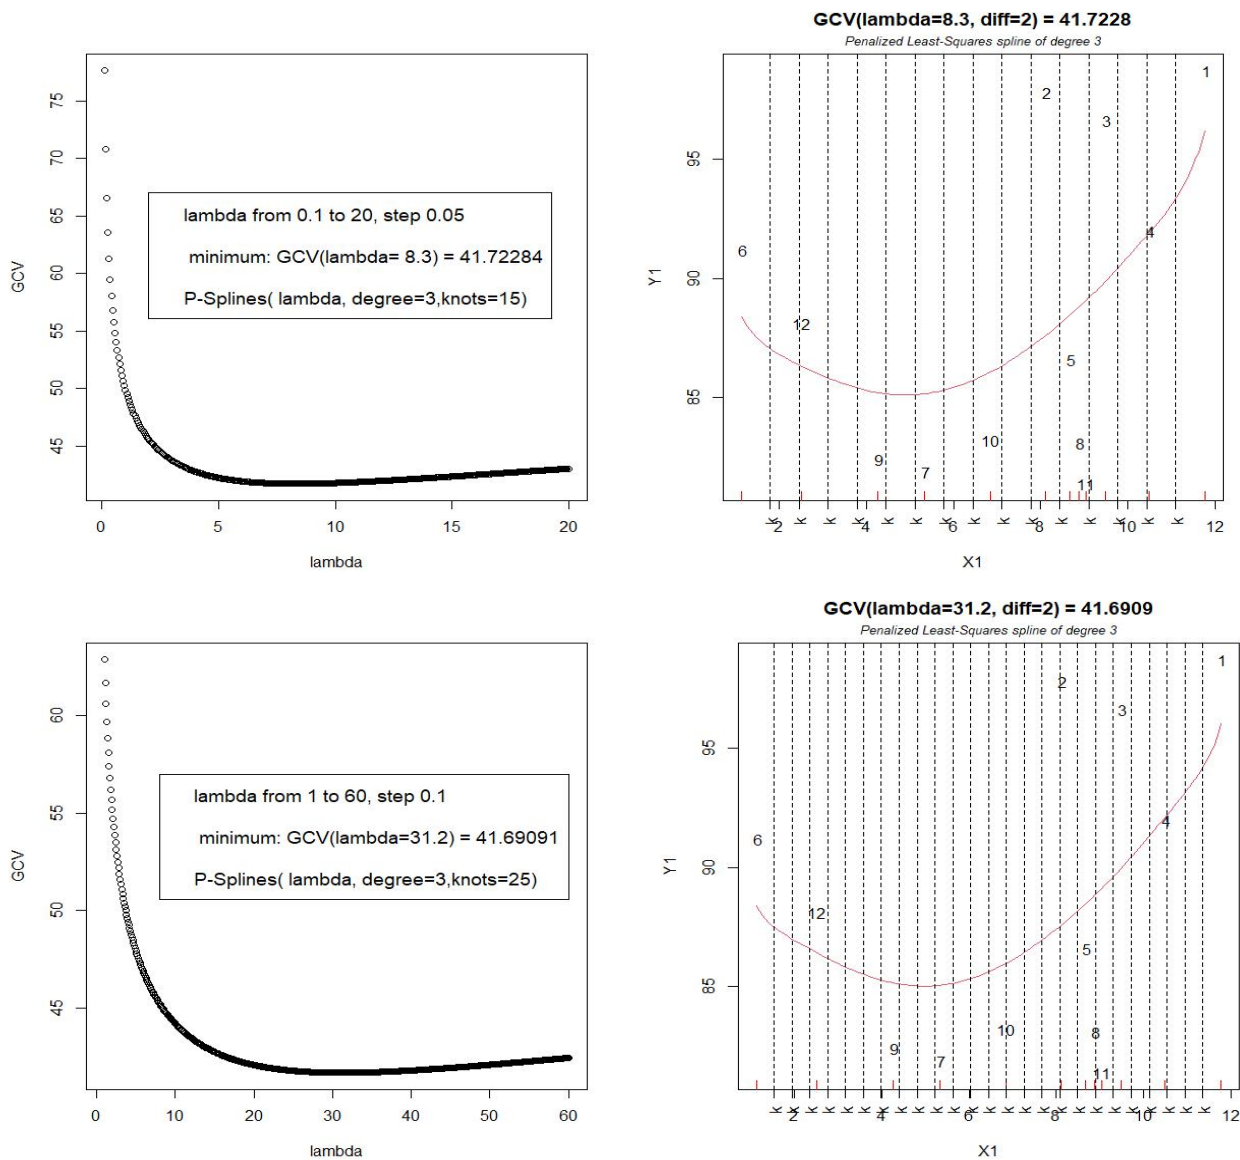 GCV
75
70
65
60
55
50
45
lambda from 0.1 to 20, step 0.05
minimum: GCV(lambda= 8.3) = 41.72284
P-Splines( lambda, degree=3,knots=15)
0 5 10 15 20
lambda
GCV(lambda=8.3, diff=2) = 41.7228
Penalized Least-Squares spline of degree 3
Y1
95
90
85
1
2
3
4
6
12
5
10
8
9
7
11
k 2 k k k k k 6 k k 8 k k k 10 k k 12
X1
GCV
60
55
50
45
lambda from 1 to 60, step 0.1
minimum: GCV(lambda=31.2) = 41.69091
P-Splines( lambda, degree=3,knots=25)
0 10 20 30 40 50 60
lambda
GCV(lambda=31.2, diff=2) = 41.6909
Penalized Least-Squares spline of degree 3
Y1
95
90
85
1
2
3
4
6
12
5
10
8
9
7
11
k 2 k k k 4 k k k k 6 k k k k 8 k k k k 10 k k k 12
X1